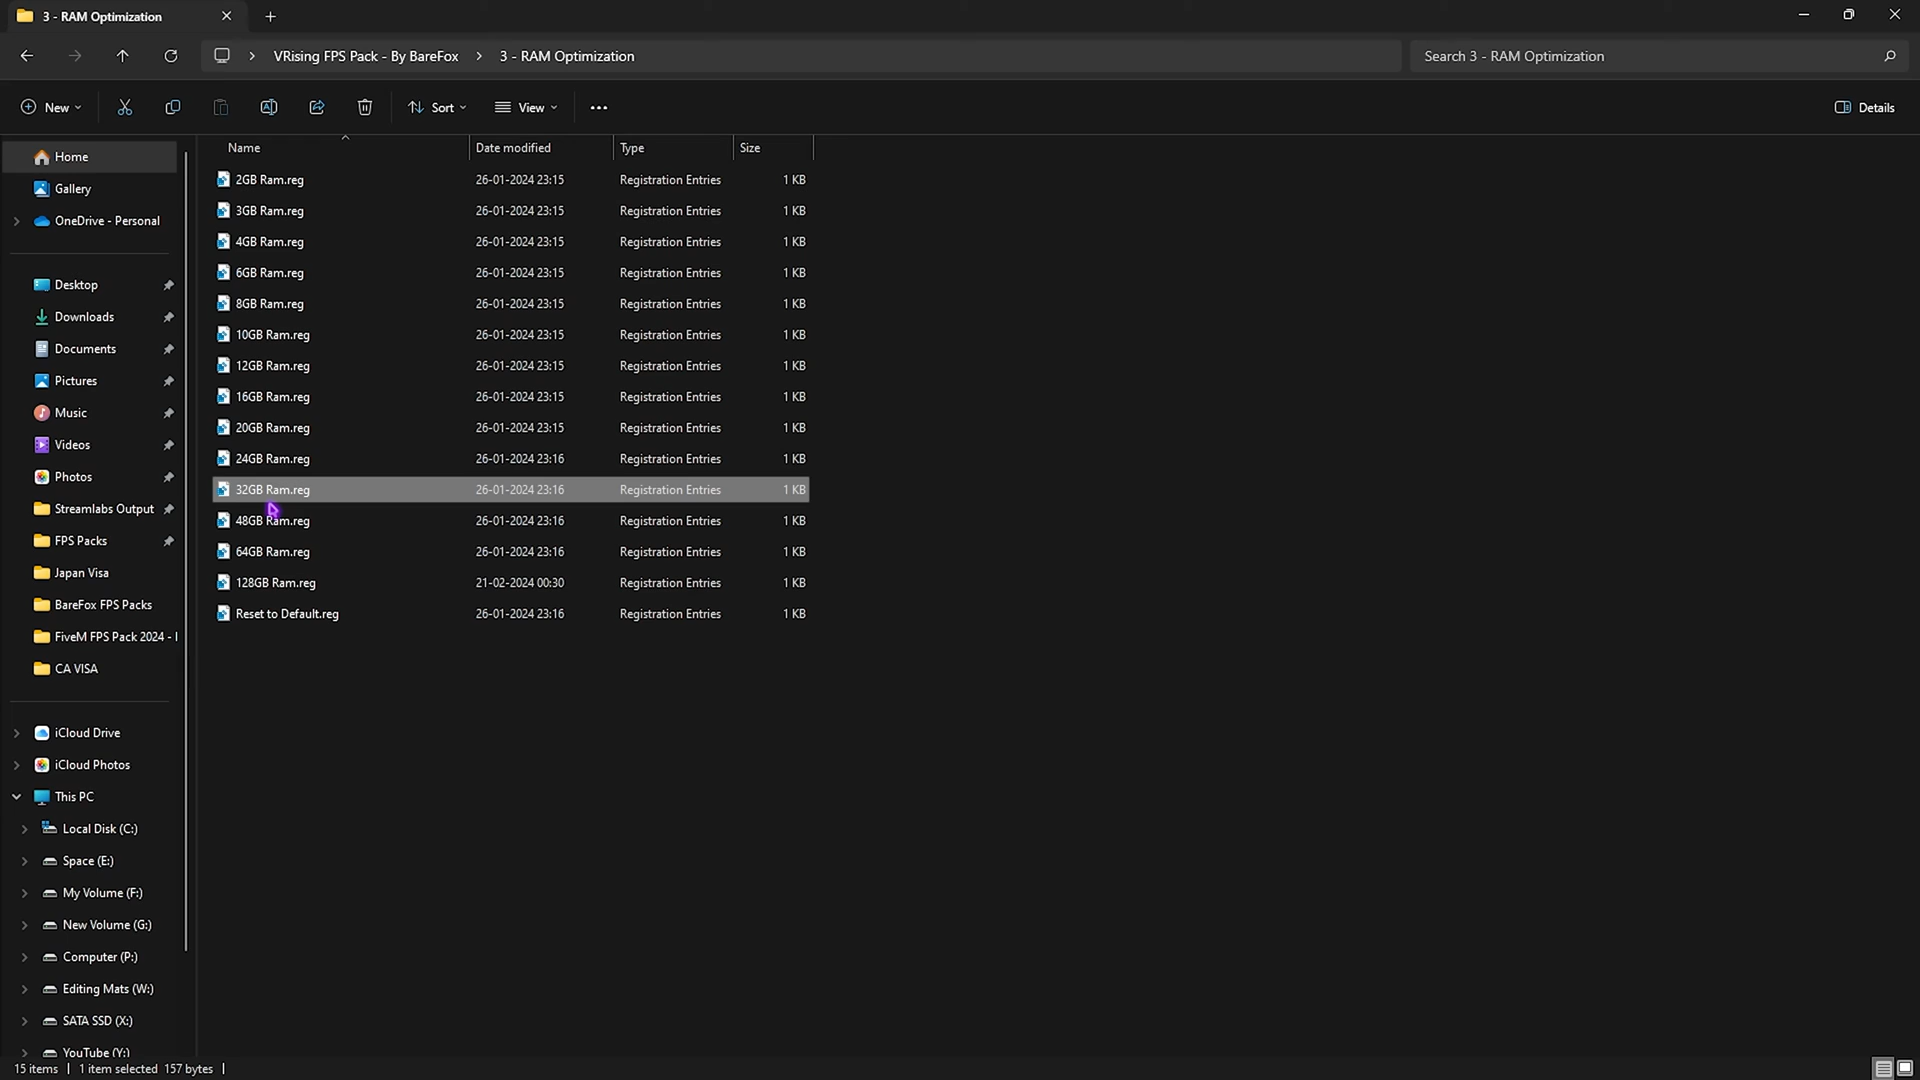 3 - RAM Optimization
VRising FPS Pack - By BareFox > 3 - RAM Optimization
Search 3 - RAM Optimization
New
Sort
View
Details
Name Date modified Type Size
Home
Gallery
OneDrive - Personal
Desktop
Downloads
Documents
Pictures
Music
Videos
Photos
Streamlabs Output
FPS Packs
Japan Visa
BareFox FPS Packs
FiveM FPS Pack 2024 - I
CA VISA
iCloud Drive
iCloud Photos
This PC
Local Disk (C:)
Space (E:)
My Volume (F:)
New Volume (G:)
Computer (P:)
Editing Mats (W:)
SATA SSD (X:)
YouTube (Y:)
2GB Ram.reg 26-01-2024 23:15 Registration Entries 1 KB
3GB Ram.reg 26-01-2024 23:15 Registration Entries 1 KB
4GB Ram.reg 26-01-2024 23:15 Registration Entries 1 KB
6GB Ram.reg 26-01-2024 23:15 Registration Entries 1 KB
8GB Ram.reg 26-01-2024 23:15 Registration Entries 1 KB
10GB Ram.reg 26-01-2024 23:15 Registration Entries 1 KB
12GB Ram.reg 26-01-2024 23:15 Registration Entries 1 KB
16GB Ram.reg 26-01-2024 23:15 Registration Entries 1 KB
20GB Ram.reg 26-01-2024 23:15 Registration Entries 1 KB
24GB Ram.reg 26-01-2024 23:16 Registration Entries 1 KB
32GB Ram.reg 26-01-2024 23:16 Registration Entries 1 KB
48GB Ram.reg 26-01-2024 23:16 Registration Entries 1 KB
64GB Ram.reg 26-01-2024 23:16 Registration Entries 1 KB
128GB Ram.reg 21-02-2024 00:30 Registration Entries 1 KB
Reset to Default.reg 26-01-2024 23:16 Registration Entries 1 KB
15 items | 1 item selected 157 bytes |